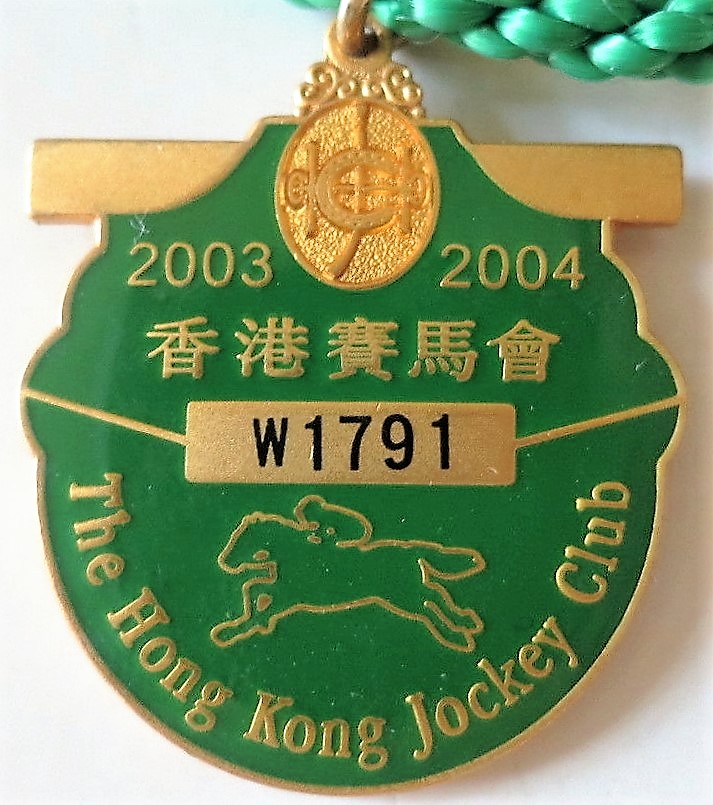 2003 2004
香港賽馬會
W1791
The Hong Kong Jockey Club